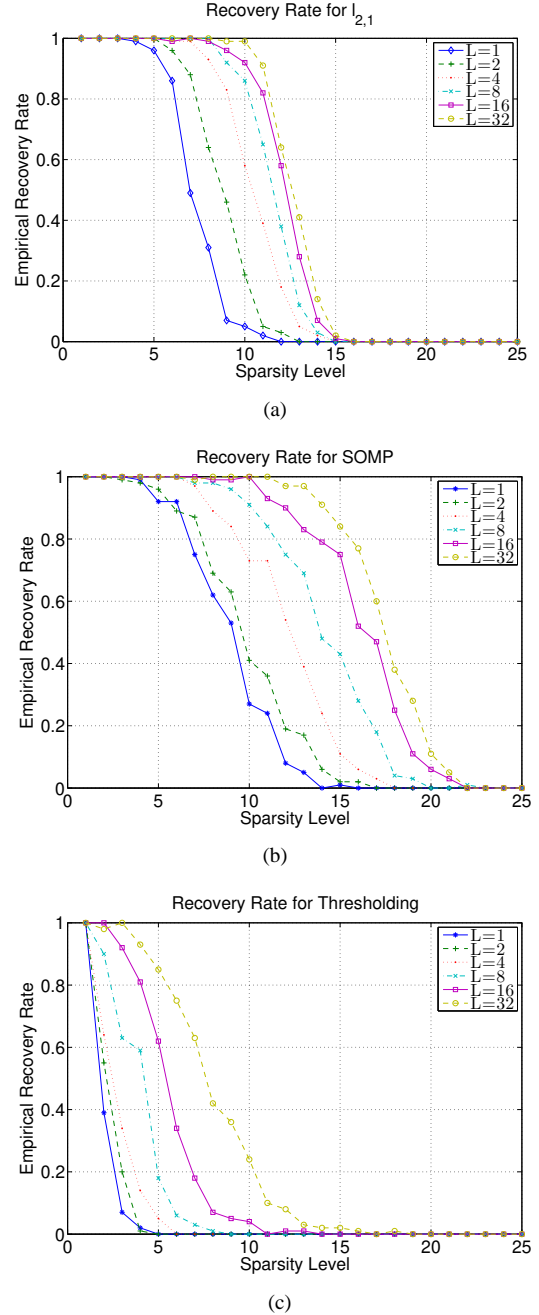 Recovery Rate for l2,1
Empirical Recovery Rate
1
0.8
0.6
0.4
0.2
0
L=1
L=2
L=4
L=8
L=16
L=32
0 5 10 15 20 25
Sparsity Level
(a)
Recovery Rate for SOMP
Empirical Recovery Rate
1
0.8
0.6
0.4
0.2
0
L=1
L=2
L=4
L=8
L=16
L=32
0 5 10 15 20 25
Sparsity Level
(b)
Recovery Rate for Thresholding
Empirical Recovery Rate
1
0.8
0.6
0.4
0.2
0
L=1
L=2
L=4
L=8
L=16
L=32
0 5 10 15 20 25
Sparsity Level
(c)